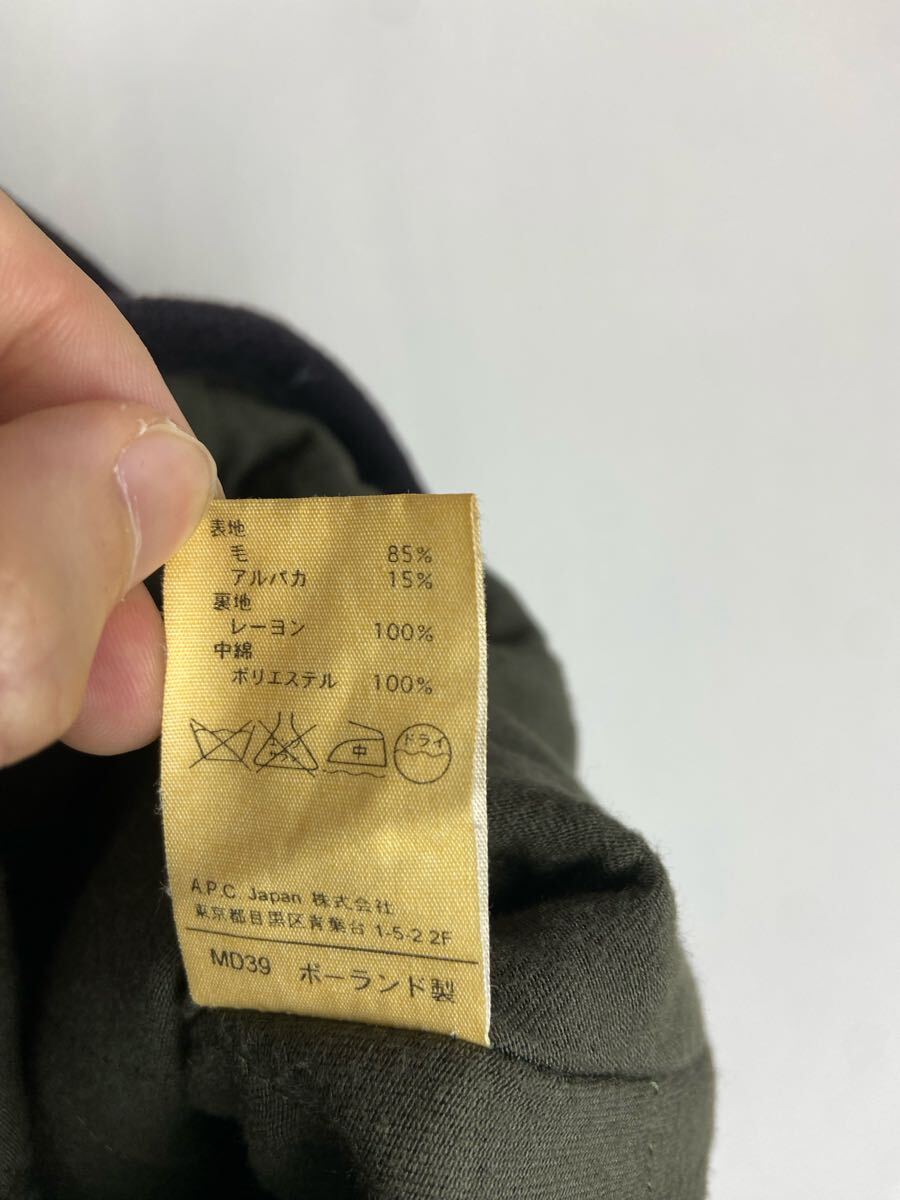 表地
毛 85%
アルパカ 15%
裏地
レーヨン 100%
中綿
ポリエステル 100%
中 ドライ
A.P.C. Japan 株式会社
東京都目黒区青葉台 1-5-2 2F
MD39 ポーランド製